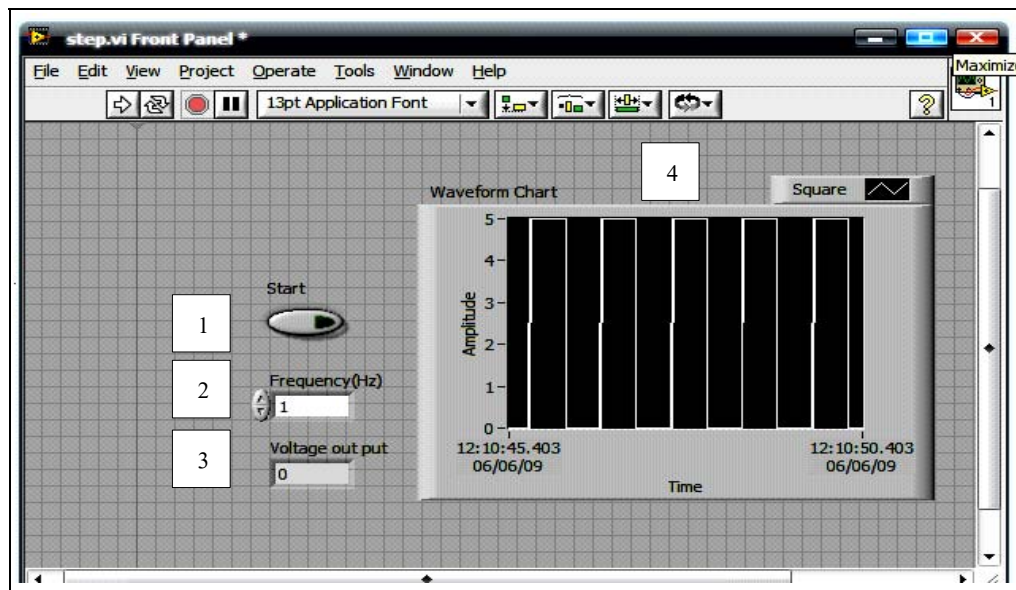 step.vi Front Panel *
File Edit View Project Operate Tools Window Help
Maximize
13pt Application Font
1
4
Waveform Chart
Square
5
4
3
2
1
0
Amplitude
12:10:45.403
06/06/09
12:10:50.403
06/06/09
Time
Start
1
2
Frequency(Hz)
1
3
Voltage out put
0